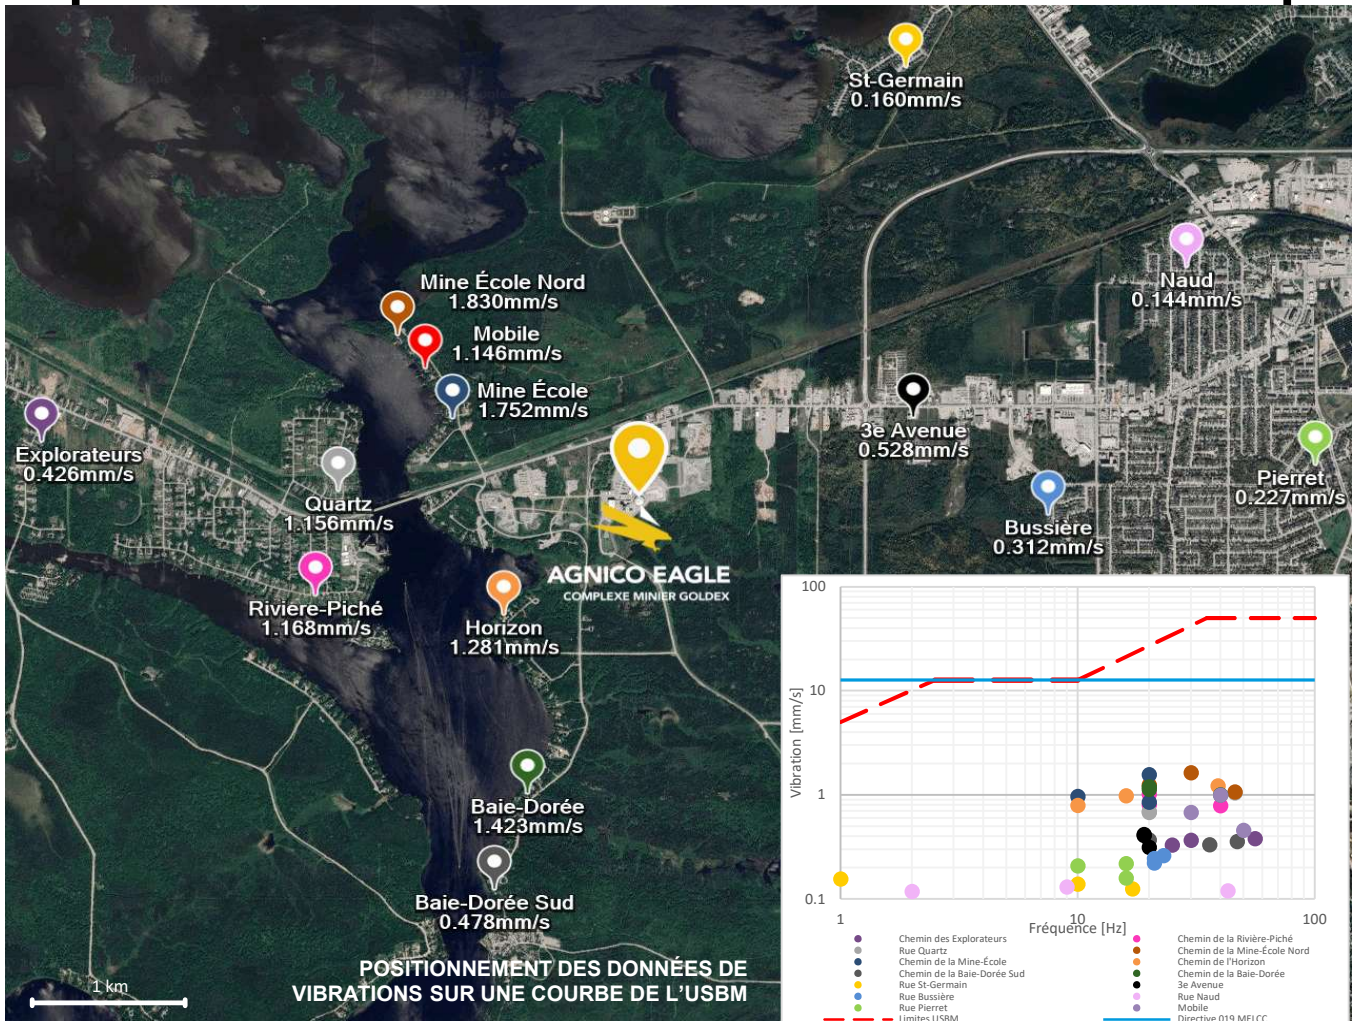 St-Germain
0.160mm/s
Naud
0.144mm/s
Mine École Nord
1.830mm/s
Mobile
1.146mm/s
Mine École
1.752mm/s
3e Avenue
0.528mm/s
Explorateurs
0.426mm/s
Pierret
0.227mm/s
Quartz
1.156mm/s
Bussière
0.312mm/s
AGNICO EAGLE
COMPLEXE MINIER GOLDEX
Riviere-Piché
1.168mm/s
Horizon
1.281mm/s
Baie-Dorée
1.423mm/s
Baie-Dorée Sud
0.478mm/s
1 km
POSITIONNEMENT DES DONNÉES DE
VIBRATIONS SUR UNE COURBE DE L'USBM
100
10
1
0.1
Vibration [mm/s]
1
10
100
Fréquence [Hz]
Chemin des Explorateurs
Chemin de la Rivière-Piché
Rue Quartz
Chemin de la Mine-École Nord
Chemin de la Mine-École
Chemin de l'Horizon
Chemin de la Baie-Dorée Sud
Chemin de la Baie-Dorée
Rue St-Germain
3e Avenue
Rue Bussière
Rue Naud
Rue Pierret
Mobile
Limites USBM
Directive 019 MELCC